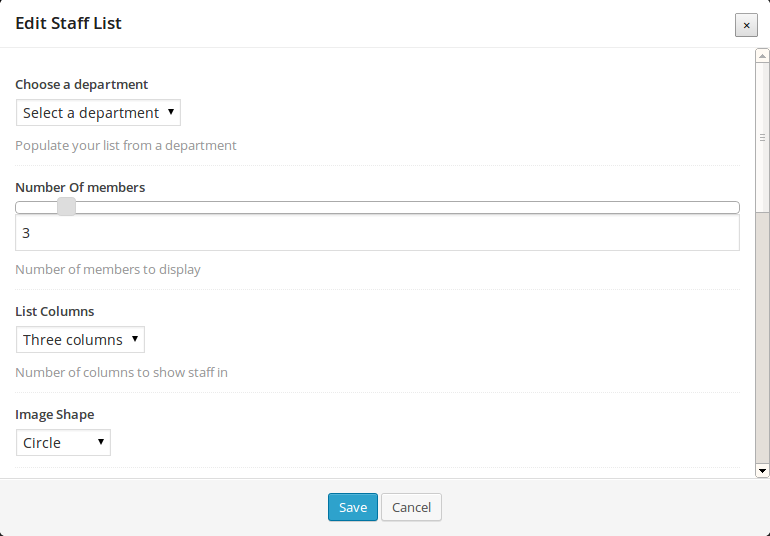 Edit Staff List
×
Choose a department
Select a department
Populate your list from a department
Number Of members
3
Number of members to display
List Columns
Three columns
Number of columns to show staff in
Image Shape
Circle
Save Cancel